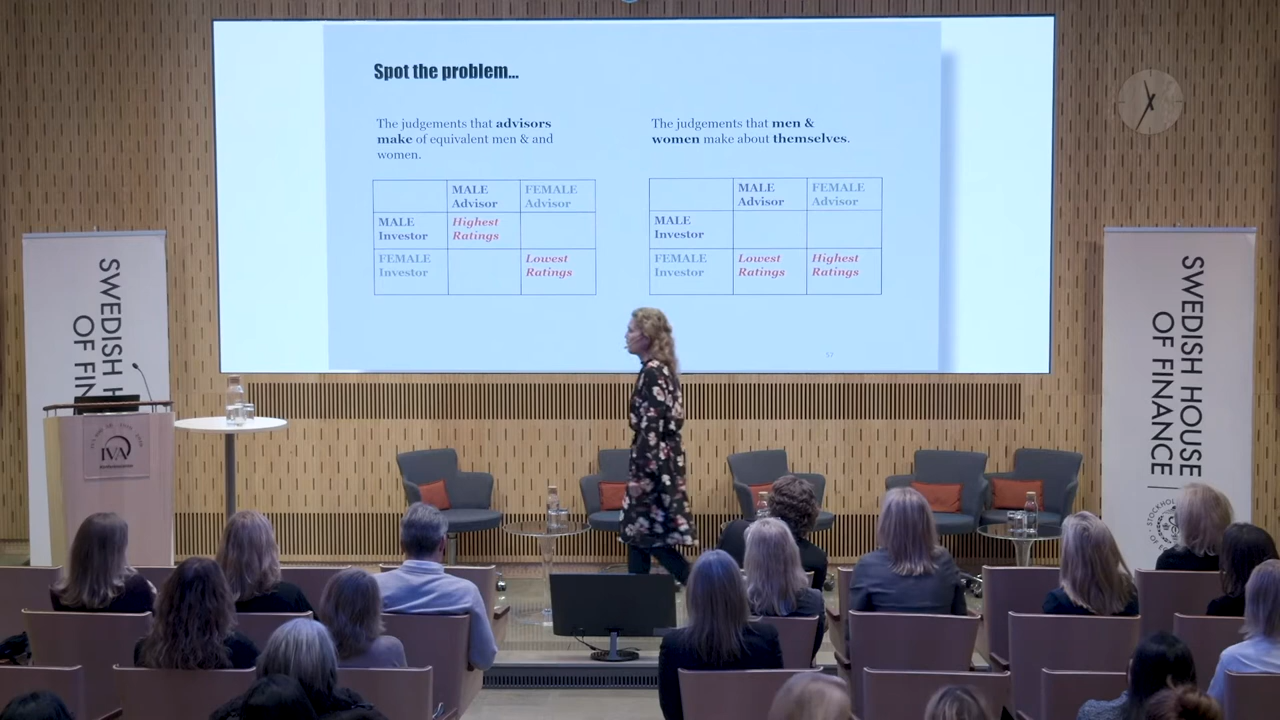 Spot the problem...
The judgements that advisors
make of equivalent men & and
women.
MALE Advisor
FEMALE Advisor
MALE Investor
Highest Ratings
FEMALE Investor
Lowest Ratings
The judgements that men &
women make about themselves.
MALE Advisor
FEMALE Advisor
MALE Investor
FEMALE Investor
Lowest Ratings
Highest Ratings
57
SWEDISH H
OF FIN
IVA
SWEDISH HOUSE
OF FINANCE